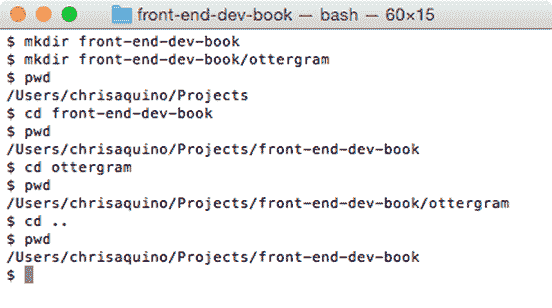 front-end-dev-book — bash — 60×15
$ mkdir front-end-dev-book
$ mkdir front-end-dev-book/ottergram
$ pwd
/Users/chrisaquino/Projects
$ cd front-end-dev-book
$ pwd
/Users/chrisaquino/Projects/front-end-dev-book
$ cd ottergram
$ pwd
/Users/chrisaquino/Projects/front-end-dev-book/ottergram
$ cd ..
$ pwd
/Users/chrisaquino/Projects/front-end-dev-book
$